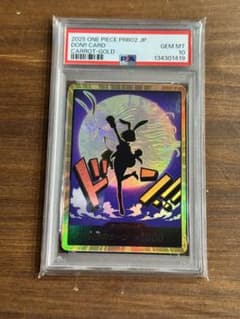 2025 ONE PIECE PRB02 JP
GEM MT
DON!! CARD
10
CARROT-GOLD
PSA
134301619
ドン!!